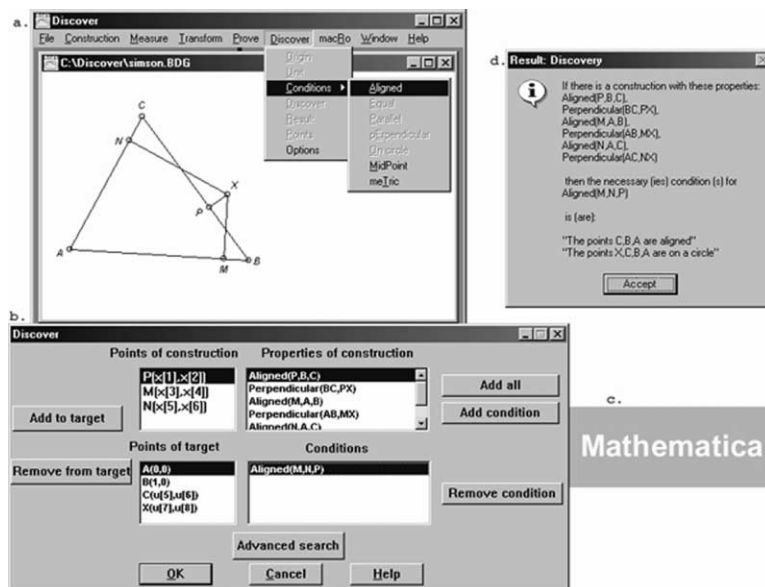 a.
Discover
File Construction Measure Transform Prove Discover macRo Window Help
C:\Discover\simson.BDG
Origin
Unit
Conditions
Discover
Result
Points
Options
Aligned
Equal
Parallel
pErpendicular
On circle
MidPoint
meTric
C
N
X
P
A
M
B
d.
Result: Discovery
If there is a construction with these properties:
Aligned(P,B,C),
Perpendicular(BC,PX),
Aligned(M,A,B),
Perpendicular(AB,MX),
Aligned(N,A,C),
Perpendicular(AC,NX)
then the necessary (ies) condition (s) for
Aligned(M,N,P)
is (are):
"The points C,B,A are aligned"
"The points X,C,B,A are on a circle"
Accept
b.
Discover
Points of construction
Properties of construction
P(x[1],x[2])
M(x[3],x[4])
N(x[5],x[6])
Aligned(P,B,C)
Perpendicular(BC,PX)
Aligned(M,A,B)
Perpendicular(AB,MX)
Aligned(N,A,C)
Add to target
Add all
Add condition
Points of target
Conditions
Remove from target
A(0,0)
B(1,0)
C(u[5],u[6])
X(u[7],u[8])
Aligned(M,N,P)
Remove condition
Advanced search
OK
Cancel
Help
c.
Mathematica